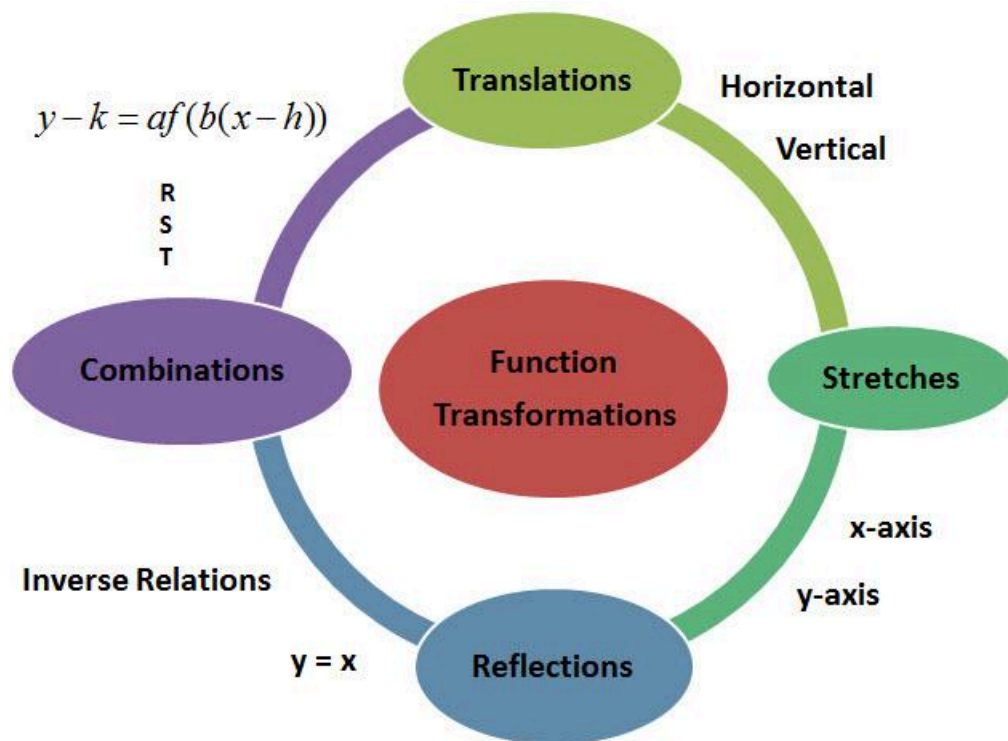 Translations
Horizontal
Vertical
y – k = af(b(x – h))
R
S
T
Combinations
Function
Transformations
Stretches
x-axis
y-axis
Inverse Relations
y = x
Reflections